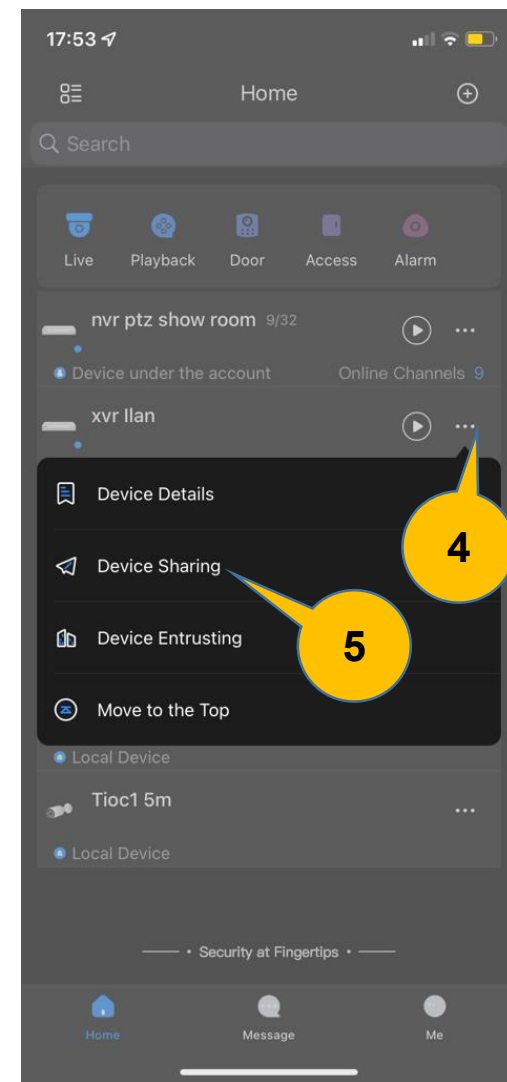 17:53
Home
Search
Live Playback Door Access Alarm
nvr ptz show room 9/32
Device under the account Online Channels 9
xvr Ilan
Device Details
4
Device Sharing
Device Entrusting
5
Move to the Top
Local Device
Tioc1 5m
Local Device
Security at Fingertips
Home Message Me